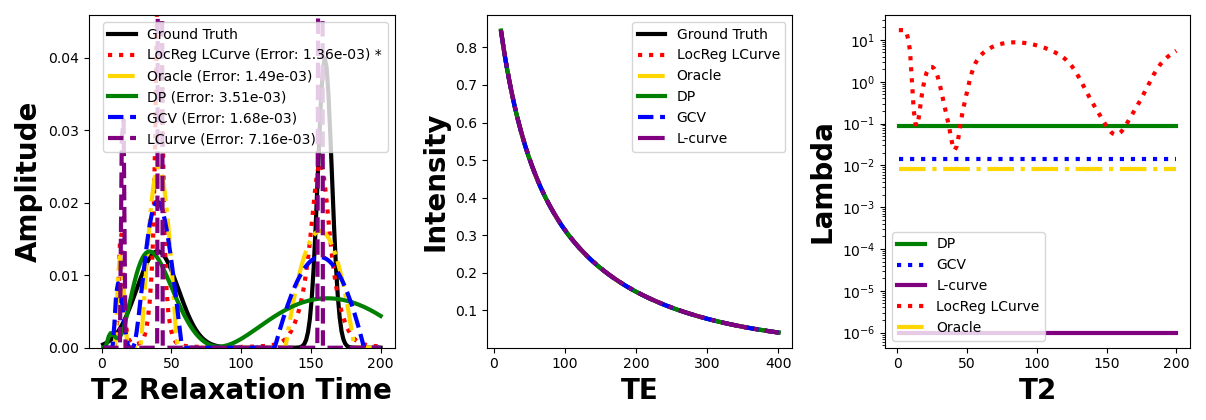 Amplitude
0.04
0.03
0.02
0.01
0.00
Ground Truth
LocReg LCurve (Error: 1.36e-03) *
Oracle (Error: 1.49e-03)
DP (Error: 3.51e-03)
GCV (Error: 1.68e-03)
LCurve (Error: 7.16e-03)
0 50 100 150 200
T2 Relaxation Time
Intensity
0.8
0.7
0.6
0.5
0.4
0.3
0.2
0.1
Ground Truth
LocReg LCurve
Oracle
DP
GCV
L-curve
0 100 200 300 400
TE
Lambda
10¹
10⁰
10⁻¹
10⁻²
10⁻³
10⁻⁴
10⁻⁵
10⁻⁶
DP
GCV
L-curve
LocReg LCurve
Oracle
0 50 100 150 200
T2